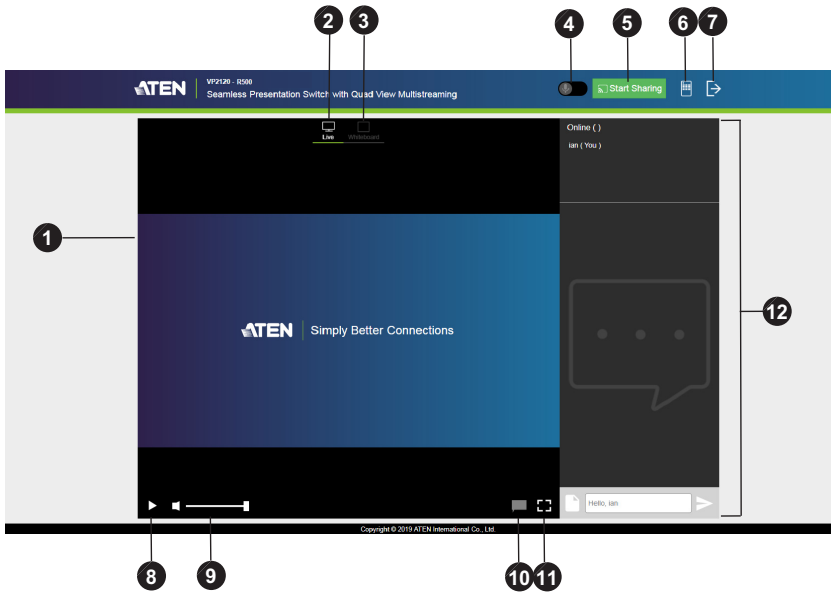 2
3
4
5
6
7
ATEN
VP2120 - R500
Seamless Presentation Switch with Quad View Multistreaming
Start Sharing
Live
Whiteboard
Online ( )
ian ( You )
1
ATEN
Simply Better Connections
12
Hello, ian
Copyright © 2019 ATEN International Co., Ltd.
8
9
10
11